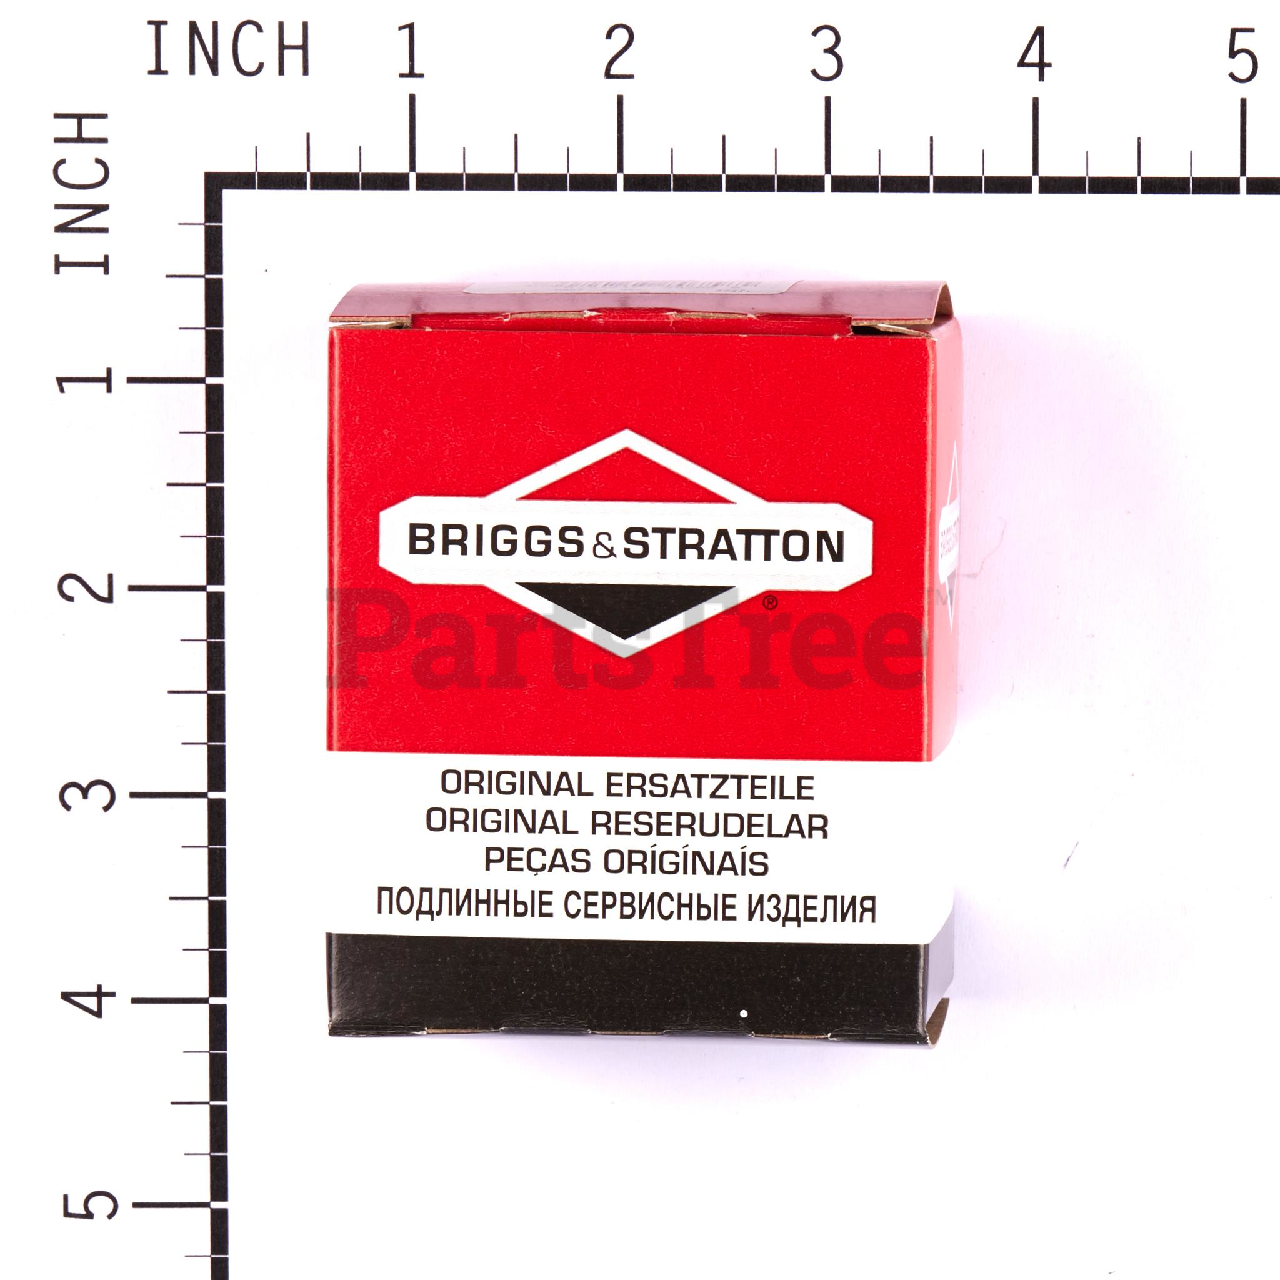 INCH 1 2 3 4 5
INCH
1
2
3
4
5
BRIGGS & STRATTON
®
PartsTree
ORIGINAL ERSATZTEILE
ORIGINAL RESERUDELAR
PEÇAS ORÍGÍNAÍS
ПОДЛИННЫЕ СЕРВИСНЫЕ ИЗДЕЛИЯ